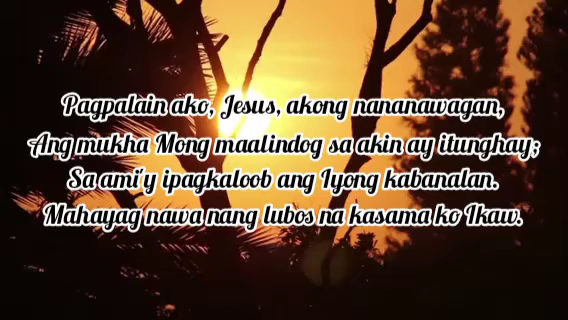 Pagpalain ako, Jesus, akong nananawagan,
Ang mukha Mong maalindog sa akin ay itunghay;
Sa ami'y ipagkaloob ang Iyong kabanalan.
Mahayag nawa nang lubos na kasama ko Ikaw.